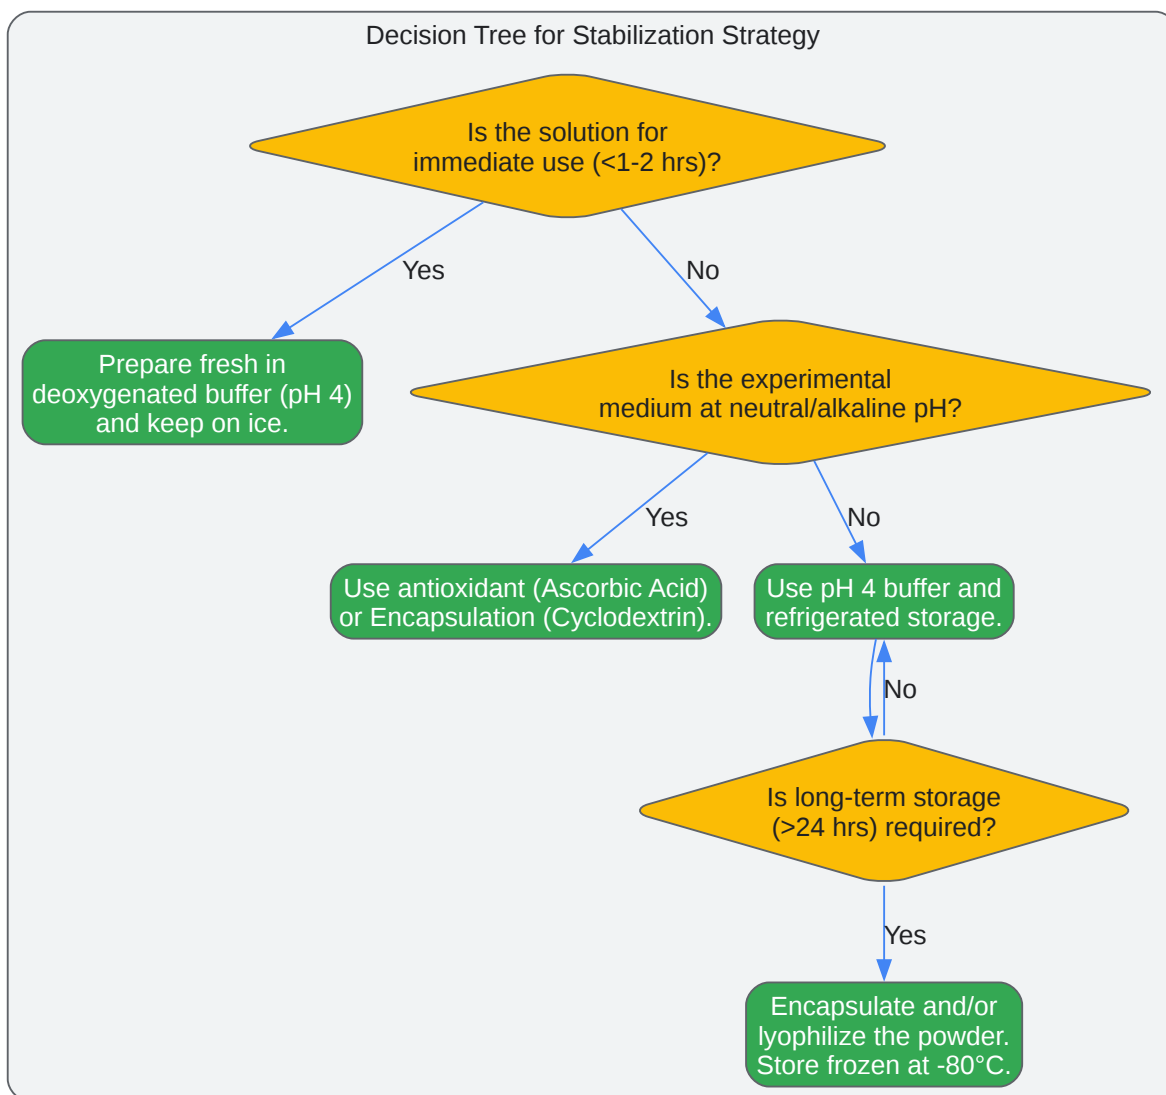 Decision Tree for Stabilization Strategy
Is the solution for
immediate use (<1-2 hrs)?
Yes
No
Prepare fresh in
deoxygenated buffer (pH 4)
and keep on ice.
Is the experimental
medium at neutral/alkaline pH?
Yes
No
Use antioxidant (Ascorbic Acid)
or Encapsulation (Cyclodextrin).
Use pH 4 buffer and
refrigerated storage.
No
Is long-term storage
(>24 hrs) required?
Yes
Encapsulate and/or
lyophilize the powder.
Store frozen at -80°C.